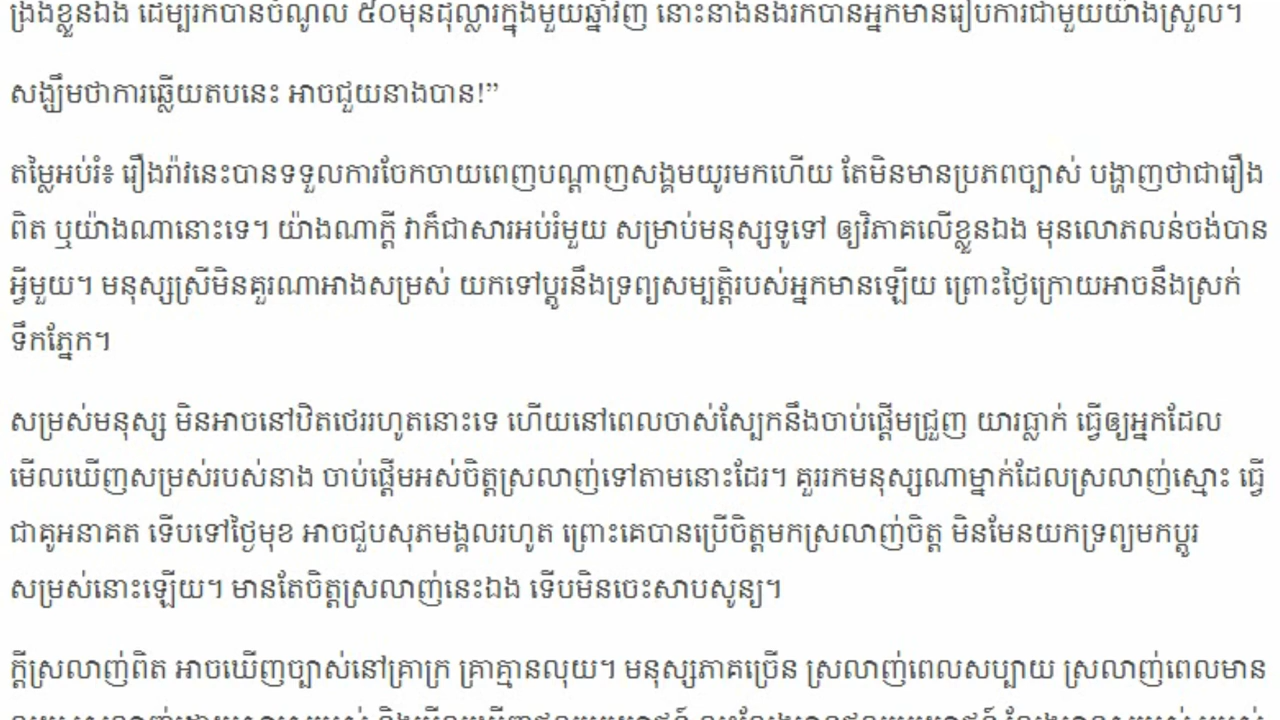 ង្រែងខ្លួនឯង ដើម្បីរកបានចំណូល ៥០មុឺនដុល្លារក្នុងមួយឆ្នាំវិញ នោះនាងនឹងរកបានអ្នកមានរៀបការជាមួយយ៉ាងស្រួល។
សង្ឃឹមថាការឆ្លើយតបនេះ អាចជួយនាងបាន!”
តម្លៃអប់រំ៖ រឿងរ៉ាវនេះបានទទួលការចែកចាយពេញបណ្ដាញសង្គមយូរមកហើយ តែមិនមានប្រភពច្បាស់ បង្ហាញថាជារឿង
ពិត ឬយ៉ាងណានោះទេ។ យ៉ាងណាក្ដី វាក៏ជាសារអប់រំមួយ សម្រាប់មនុស្សទូទៅ ឲ្យវិភាគលើខ្លួនឯង មុនលោភលន់ចង់បាន
អ្វីមួយ។ មនុស្សស្រីមិនគួរណាអាងសម្រស់ យកទៅប្ដូរនឹងទ្រព្យសម្បត្តិរបស់អ្នកមានឡើយ ព្រោះថ្ងៃក្រោយអាចនឹងស្រក់
ទឹកភ្នែក។
សម្រស់មនុស្ស មិនអាចនៅឋិតថេររហូតនោះទេ ហើយនៅពេលចាស់ស្បែកនឹងចាប់ផ្ដើមជ្រួញ យារធ្លាក់ ធ្វើឲ្យអ្នកដែល
មើលឃើញសម្រស់របស់នាង ចាប់ផ្ដើមអស់ចិត្តស្រលាញ់ទៅតាមនោះដែរ។ គួររកមនុស្សណាម្នាក់ដែលស្រលាញ់ស្មោះ ធ្វើ
ជាគូអនាគត ទើបទៅថ្ងៃមុខ អាចជួបសុភមង្គលរហូត ព្រោះគេបានប្រើចិត្តមកស្រលាញ់ចិត្ត មិនមែនយកទ្រព្យមកប្ដូរ
សម្រស់នោះឡើយ។ មានតែចិត្តស្រលាញ់នេះឯង ទើបមិនចេះសាបសូន្យ។
ក្ដីស្រលាញ់ពិត អាចឃើញច្បាស់នៅគ្រាក្រ គ្រាគ្មានលុយ។ មនុស្សភាគច្រើន ស្រលាញ់ពេលសប្បាយ ស្រលាញ់ពេលមាន